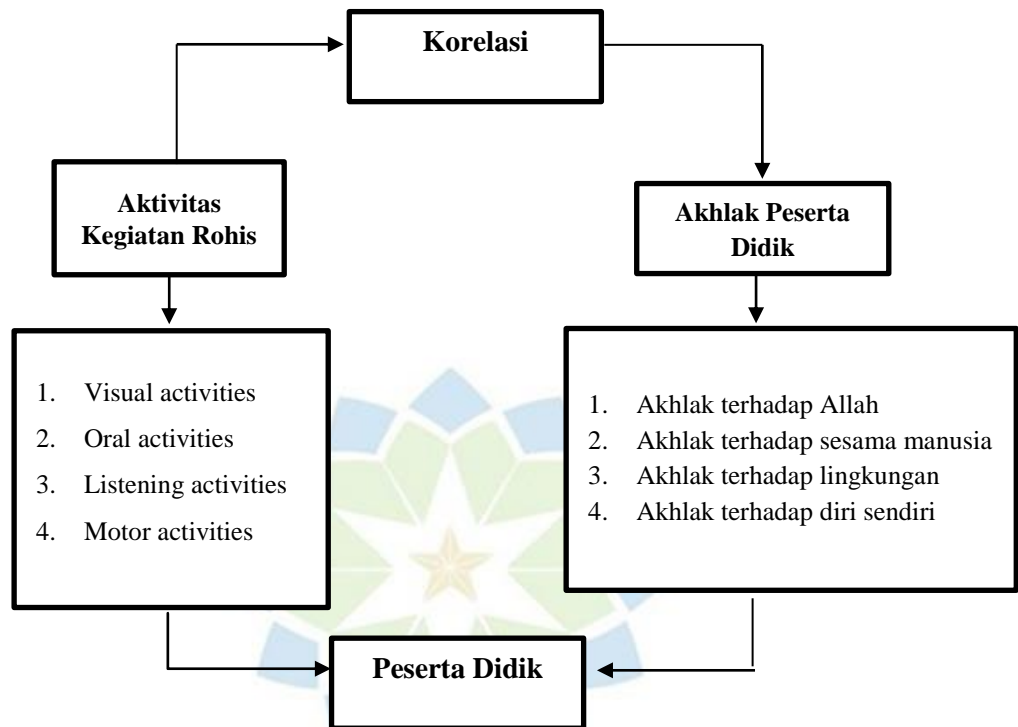 Korelasi
Aktivitas
Kegiatan Rohis
Akhlak Peserta
Didik
1. Visual activities
2. Oral activities
3. Listening activities
4. Motor activities
1. Akhlak terhadap Allah
2. Akhlak terhadap sesama manusia
3. Akhlak terhadap lingkungan
4. Akhlak terhadap diri sendiri
Peserta Didik